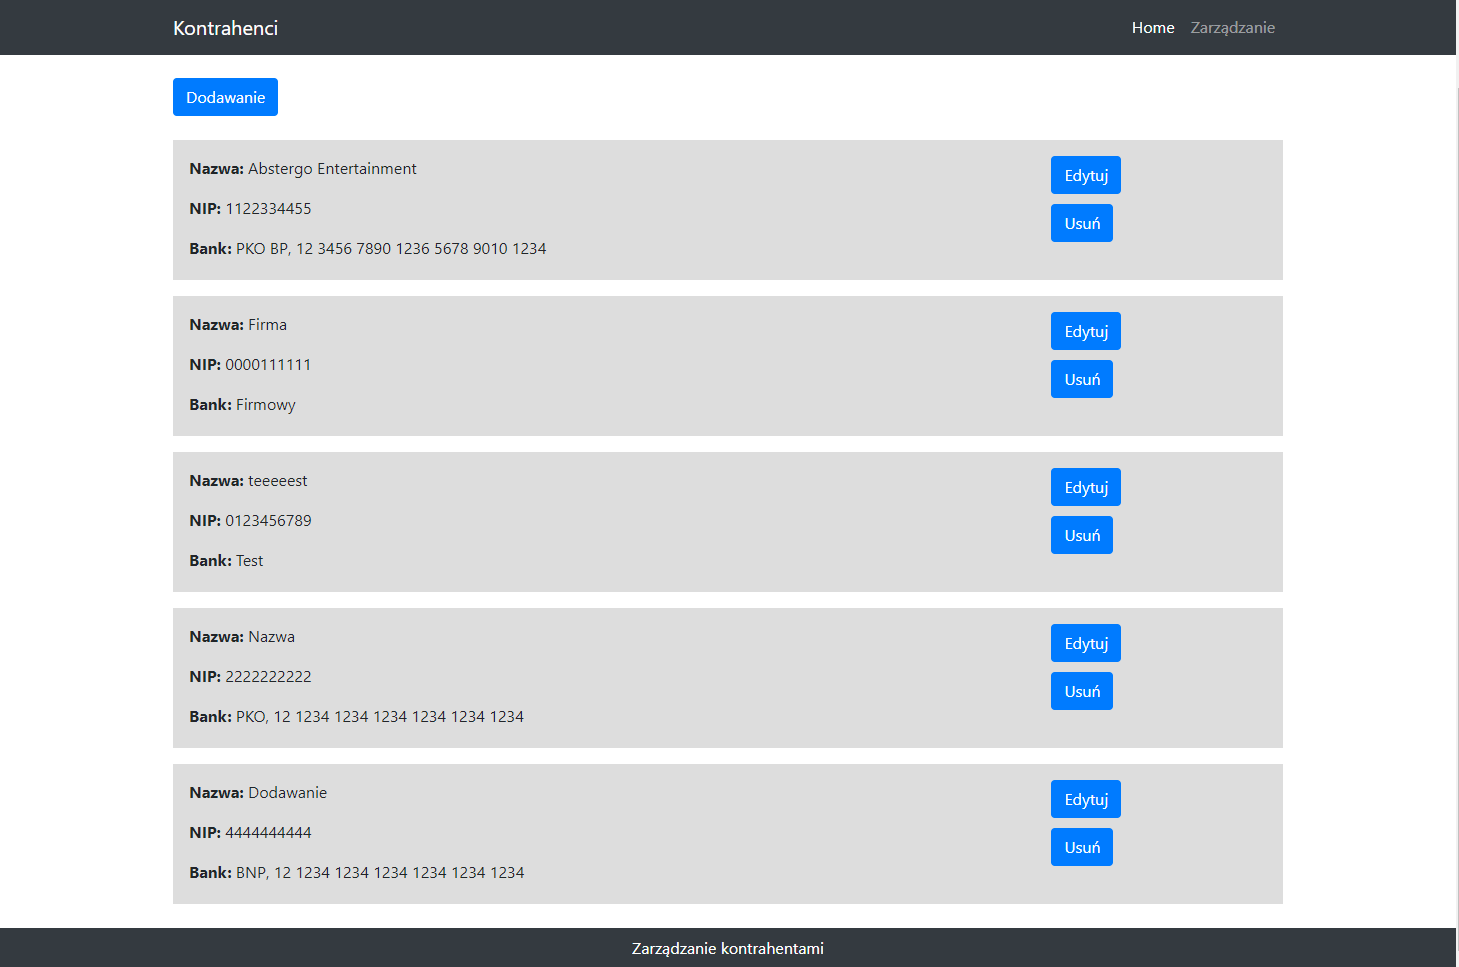 Kontrahenci
Home Zarządzanie
Dodawanie
Nazwa: Abstergo Entertainment
Edytuj
NIP: 1122334455
Usuń
Bank: PKO BP, 12 3456 7890 1236 5678 9010 1234
Nazwa: Firma
Edytuj
NIP: 0000111111
Usuń
Bank: Firmowy
Nazwa: teeeeest
Edytuj
NIP: 0123456789
Usuń
Bank: Test
Nazwa: Nazwa
Edytuj
NIP: 2222222222
Usuń
Bank: PKO, 12 1234 1234 1234 1234 1234 1234
Nazwa: Dodawanie
Edytuj
NIP: 4444444444
Usuń
Bank: BNP, 12 1234 1234 1234 1234 1234 1234
Zarządzanie kontrahentami